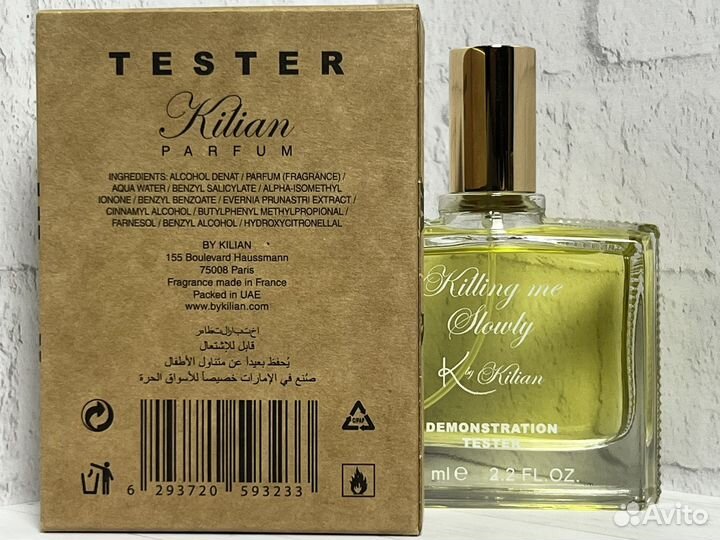 TESTER
Kilian
PARFUM
INGREDIENTS: ALCOHOL DENAT / PARFUM (FRAGRANCE) /
AQUA WATER / BENZYL SALICYLATE / ALPHA-ISOMETHYL
IONONE / BENZYL BENZOATE / EVERNIA PRUNASTRI EXTRACT /
CINNAMYL ALCOHOL / BUTYLPHENYL METHYLPROPIONAL /
FARNESOL / BENZYL ALCOHOL / HYDROXYCITRONELLAL
BY KILIAN
155 Boulevard Haussmann
75008 Paris
Fragrance made in France
Packed in UAE
www.bykilian.com
قابل للإشتعال
يُحفظ بعيداً عن متناول الأطفال
صُنع في الإمارات خصيصاً للأسواق الحرة
6 293720 593233
Killing me
Slowly
K by Kilian
DEMONSTRATION
TESTER
ml e 2.2 FL.OZ.
Avito